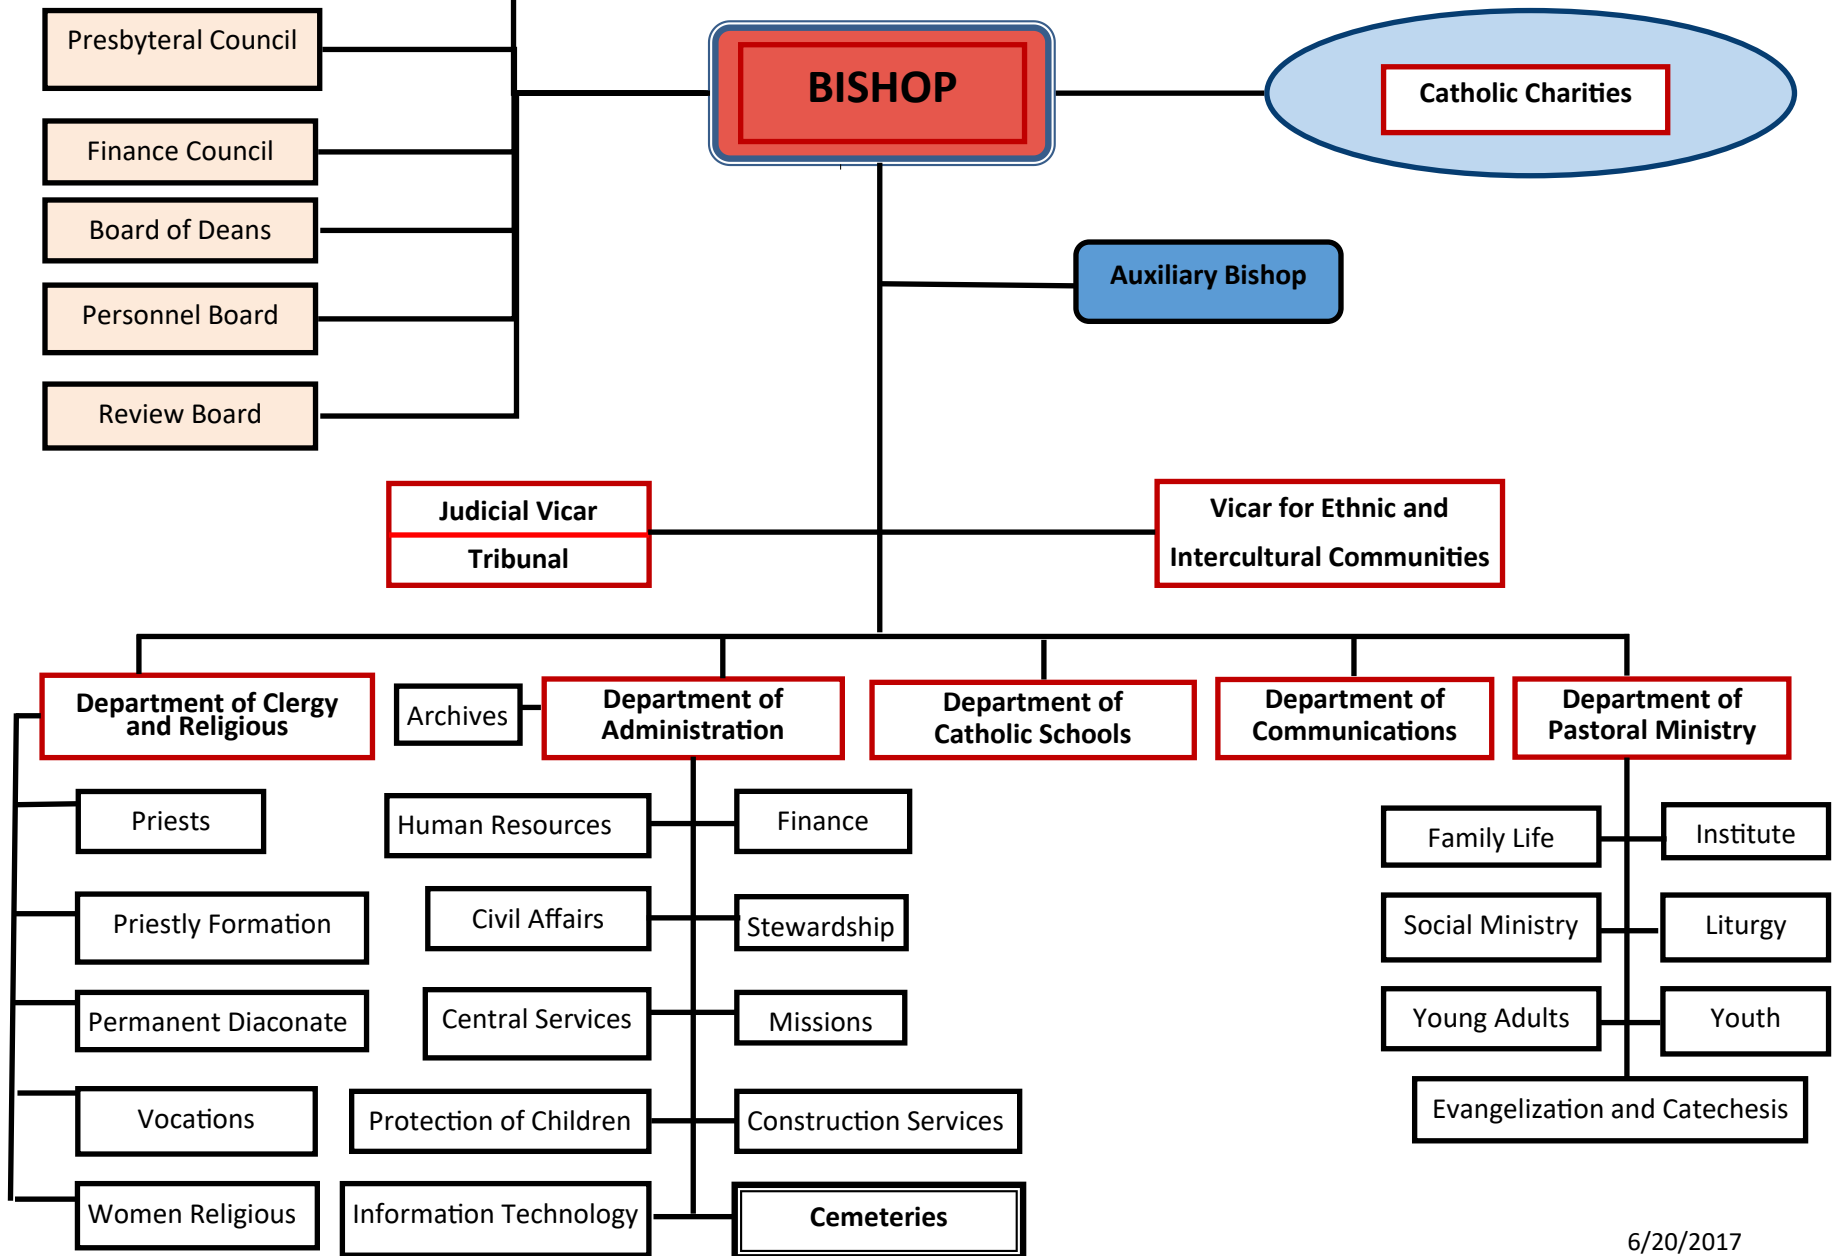 Presbyteral Council
BISHOP
Catholic Charities
Finance Council
Board of Deans
Auxiliary Bishop
Personnel Board
Review Board
Judicial Vicar
Tribunal
Vicar for Ethnic and
Intercultural Communities
Department of Clergy
and Religious
Archives
Department of
Administration
Department of
Catholic Schools
Department of
Communications
Department of
Pastoral Ministry
Priests
Human Resources
Finance
Family Life
Institute
Priestly Formation
Civil Affairs
Stewardship
Social Ministry
Liturgy
Permanent Diaconate
Central Services
Missions
Young Adults
Youth
Vocations
Protection of Children
Construction Services
Evangelization and Catechesis
Women Religious
Information Technology
Cemeteries
6/20/2017